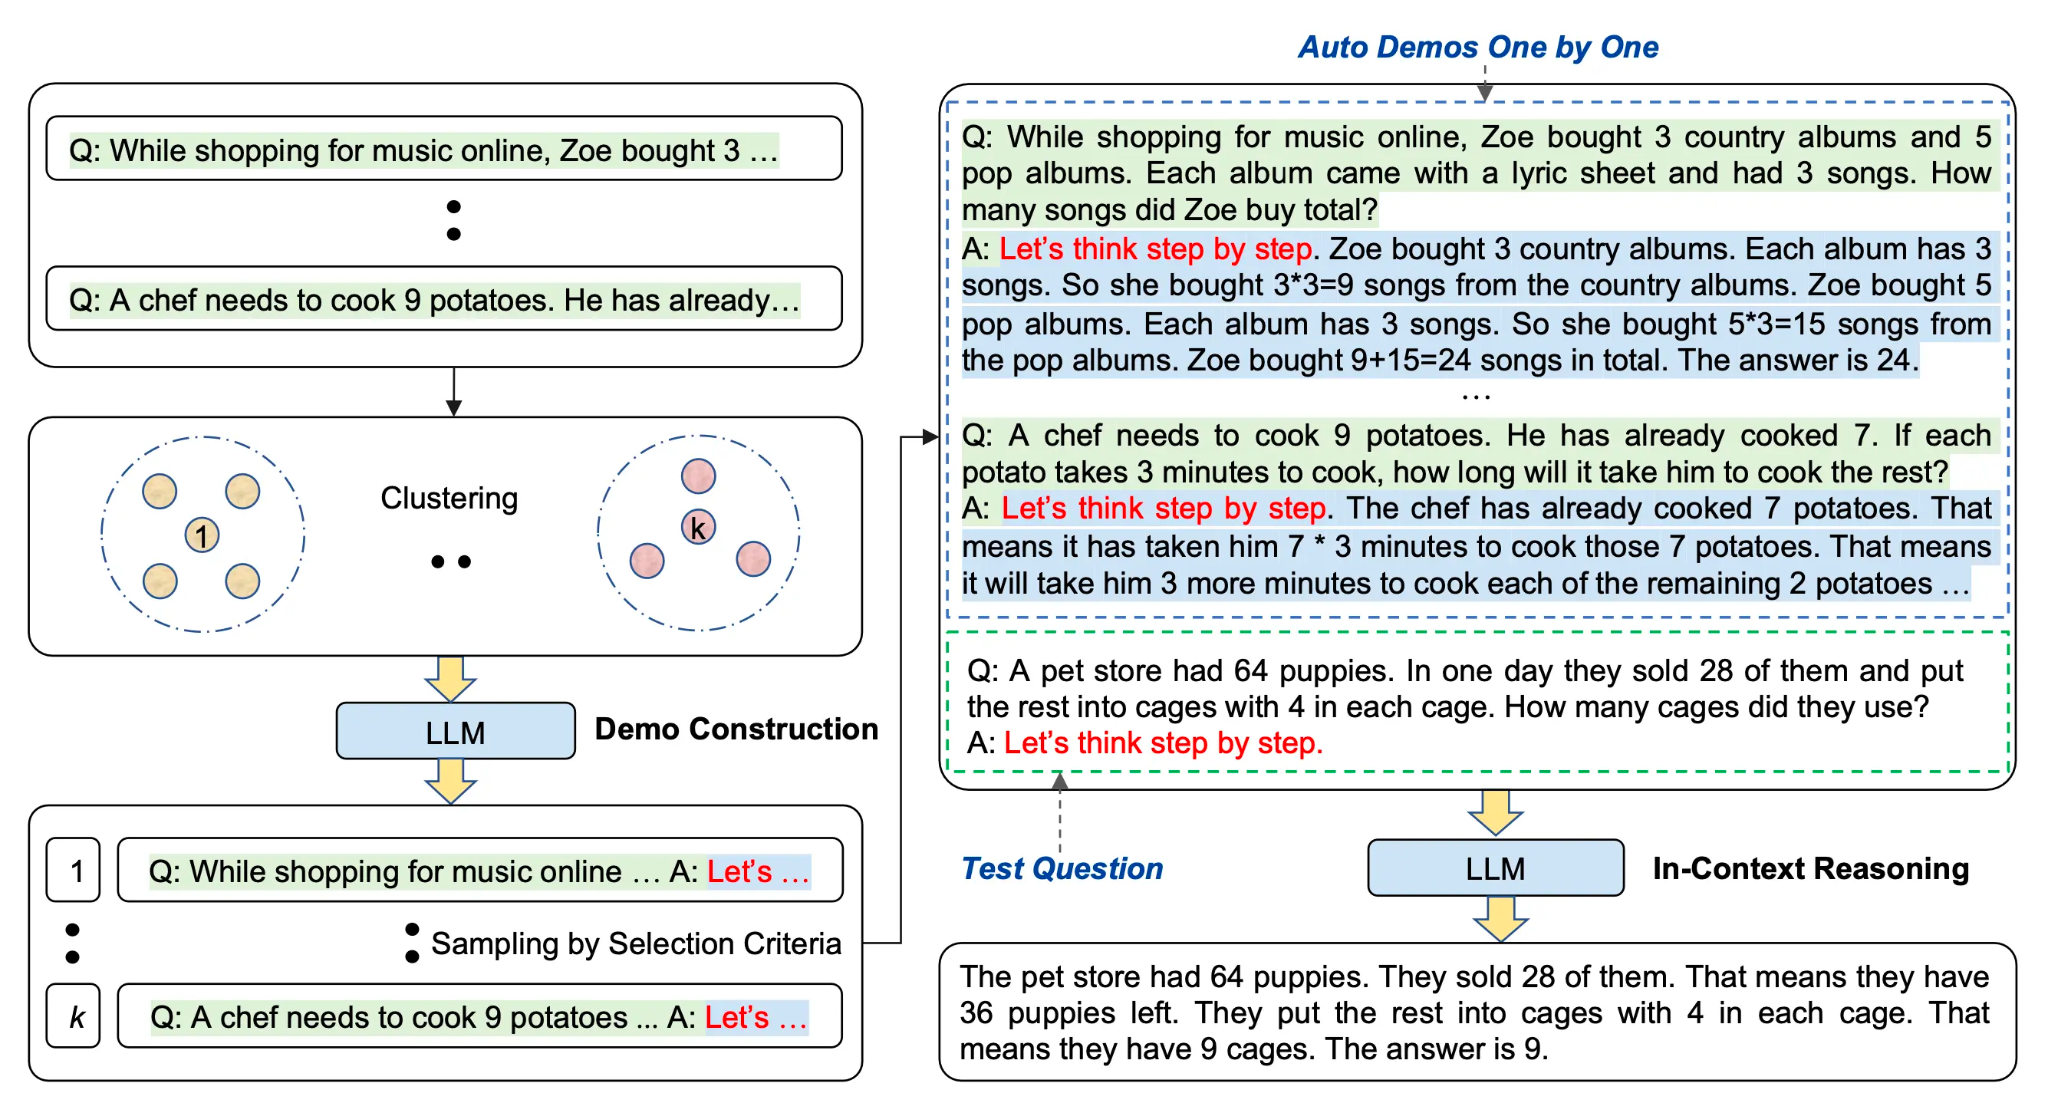 Q: While shopping for music online, Zoe bought 3 …
Q: A chef needs to cook 9 potatoes. He has already…
1
Clustering
k
LLM
Demo Construction
1
Q: While shopping for music online … A: Let’s …
Sampling by Selection Criteria
k
Q: A chef needs to cook 9 potatoes ... A: Let’s …
Auto Demos One by One
Q: While shopping for music online, Zoe bought 3 country albums and 5
pop albums. Each album came with a lyric sheet and had 3 songs. How
many songs did Zoe buy total?
A: Let’s think step by step. Zoe bought 3 country albums. Each album has 3
songs. So she bought 3*3=9 songs from the country albums. Zoe bought 5
pop albums. Each album has 3 songs. So she bought 5*3=15 songs from
the pop albums. Zoe bought 9+15=24 songs in total. The answer is 24.
…
Q: A chef needs to cook 9 potatoes. He has already cooked 7. If each
potato takes 3 minutes to cook, how long will it take him to cook the rest?
A: Let’s think step by step. The chef has already cooked 7 potatoes. That
means it has taken him 7 * 3 minutes to cook those 7 potatoes. That means
it will take him 3 more minutes to cook each of the remaining 2 potatoes …
Q: A pet store had 64 puppies. In one day they sold 28 of them and put
the rest into cages with 4 in each cage. How many cages did they use?
A: Let’s think step by step.
Test Question
LLM
In-Context Reasoning
The pet store had 64 puppies. They sold 28 of them. That means they have
36 puppies left. They put the rest into cages with 4 in each cage. That
means they have 9 cages. The answer is 9.